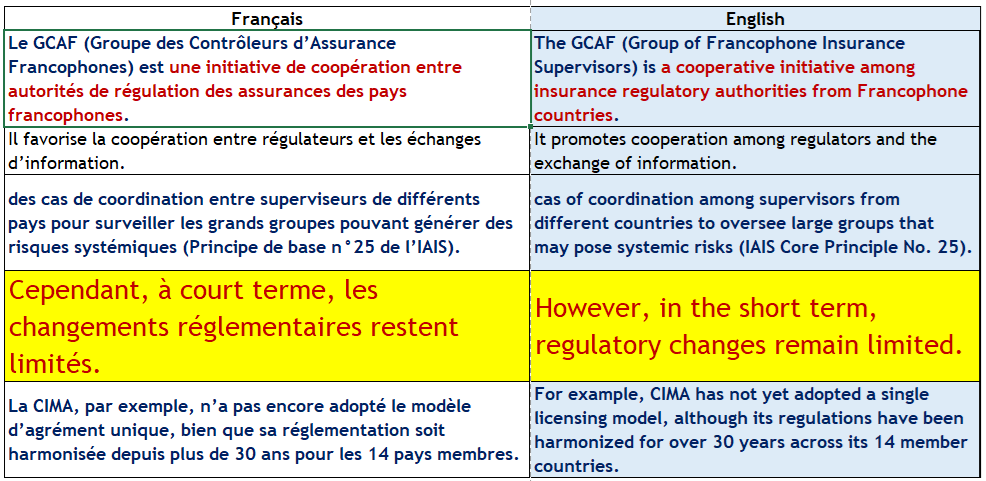 Français
English
Le GCAF (Groupe des Contrôleurs d’Assurance
Francophones) est une initiative de coopération entre
autorités de régulation des assurances des pays
francophones.
The GCAF (Group of Francophone Insurance
Supervisors) is a cooperative initiative among
insurance regulatory authorities from Francophone
countries.
Il favorise la coopération entre régulateurs et les échanges
d’information.
It promotes cooperation among regulators and the
exchange of information.
des cas de coordination entre superviseurs de différents
pays pour surveiller les grands groupes pouvant générer des
risques systémiques (Principe de base n°25 de l’IAIS).
cas of coordination among supervisors from
different countries to oversee large groups that
may pose systemic risks (IAIS Core Principle No. 25).
Cependant, à court terme, les
changements réglementaires restent
limités.
However, in the short term,
regulatory changes remain limited.
La CIMA, par exemple, n’a pas encore adopté le modèle
d’agrément unique, bien que sa réglementation soit
harmonisée depuis plus de 30 ans pour les 14 pays membres.
For example, CIMA has not yet adopted a single
licensing model, although its regulations have been
harmonized for over 30 years across its 14 member
countries.